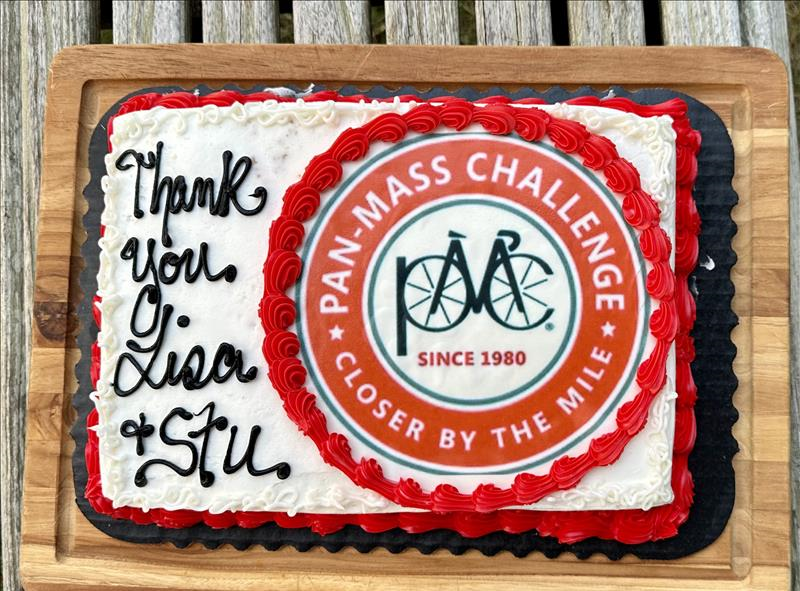 Thank
you.
Lisa
+ Stu.
PAN-MASS CHALLENGE
pmc®
SINCE 1980
★ CLOSER BY THE MILE ★